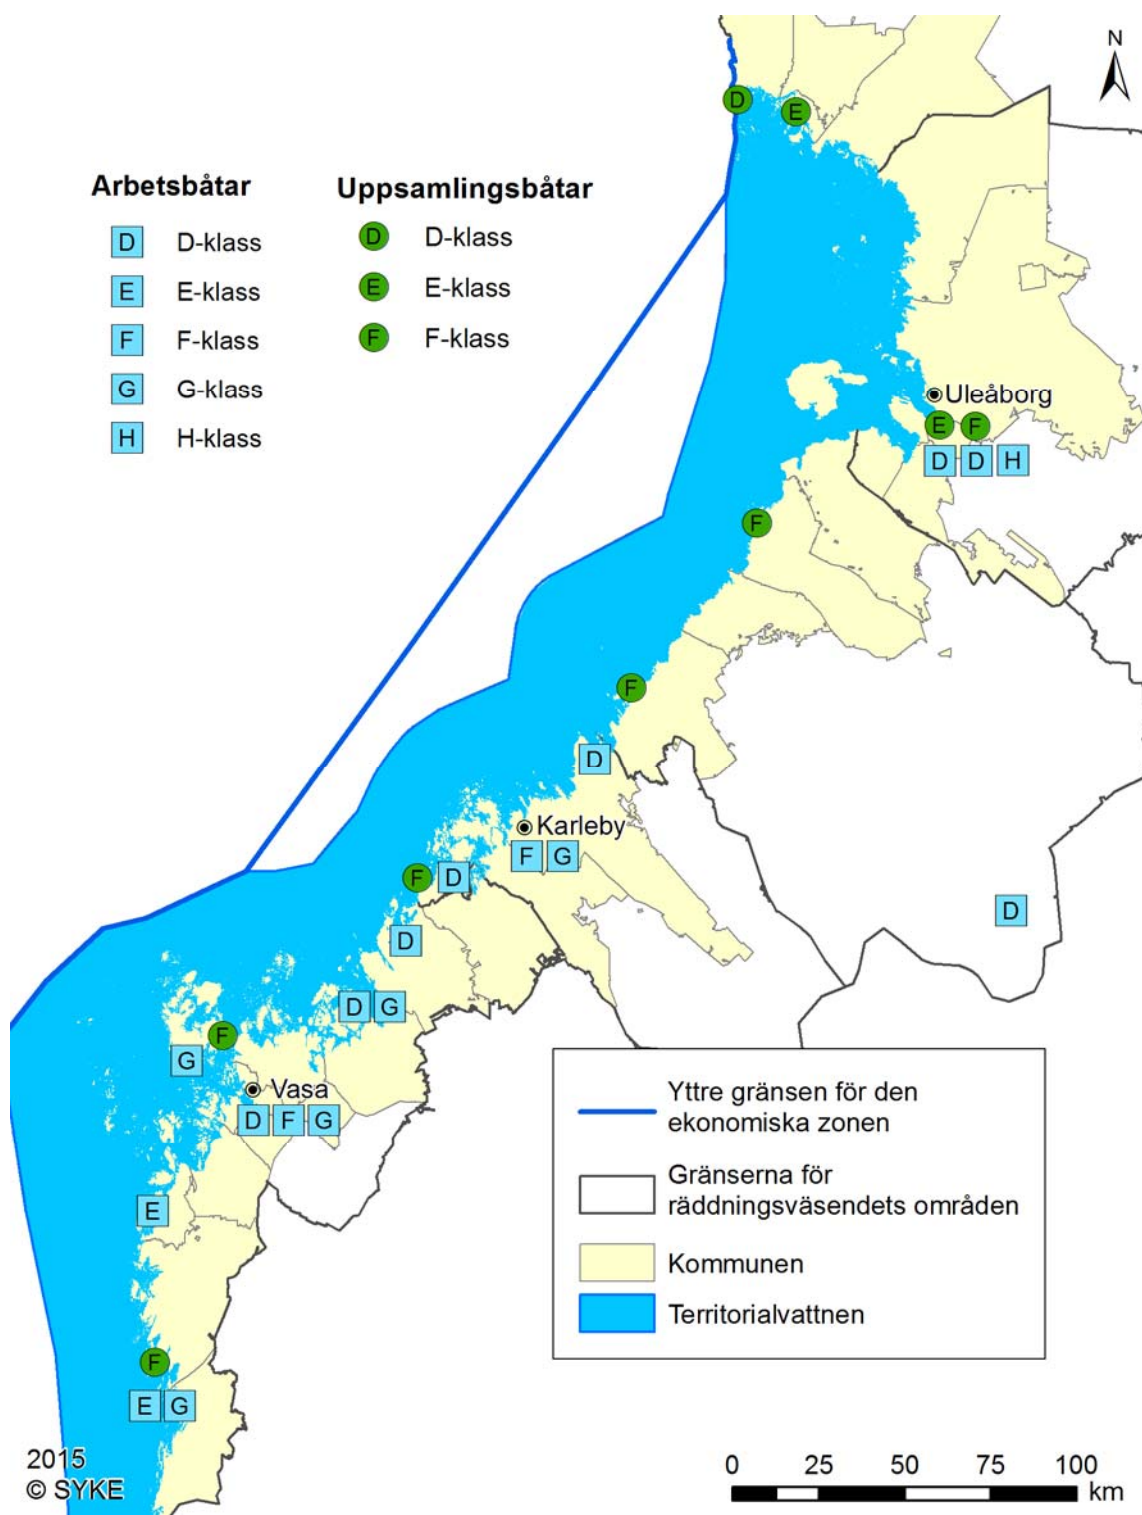 N
Arbetsbåtar
D D-klass
E E-klass
F F-klass
G G-klass
H H-klass
Uppsamlingsbåtar
D D-klass
E E-klass
F F-klass
D
E
Uleåborg
E F
D D H
F
F
D
Karleby
F G
F D
D
D
D G
F
G
Vasa
D F G
E
F
E G
Yttre gränsen för den
ekonomiska zonen
Gränserna för
räddningsväsendets områden
Kommunen
Territorialvattnen
2015
© SYKE
0 25 50 75 100
km